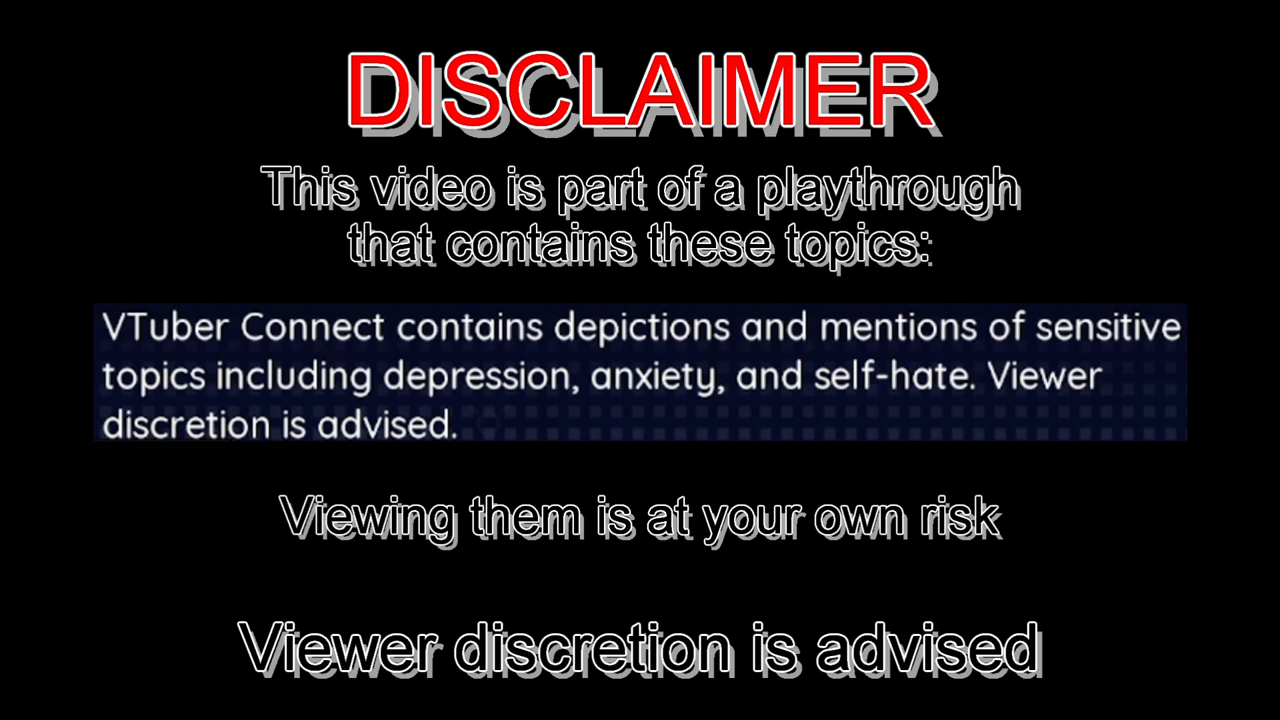 DISCLAIMER
This video is part of a playthrough
that contains these topics:
VTuber Connect contains depictions and mentions of sensitive
topics including depression, anxiety, and self-hate. Viewer
discretion is advised.
Viewing them is at your own risk
Viewer discretion is advised